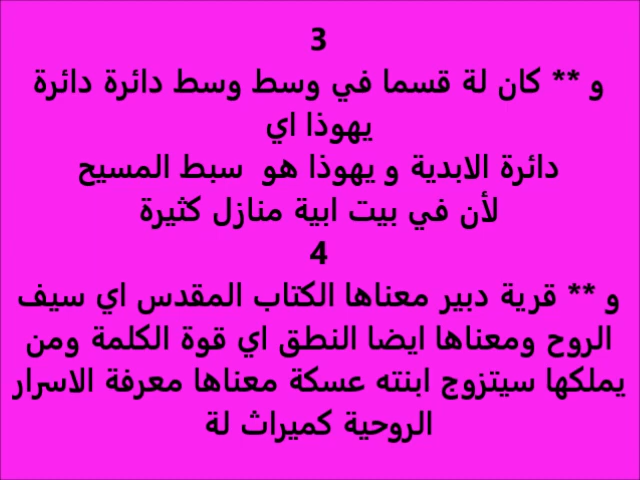 3
و ** كان لة قسما في وسط وسط دائرة دائرة
يهوذا اي
دائرة الابدية و يهوذا هو  سبط المسيح
لأن في بيت ابية منازل كثيرة
4
و ** قرية دبير معناها الكتاب المقدس اي سيف
الروح ومعناها ايضا النطق اي قوة الكلمة ومن
يملكها سيتزوج ابنته عسكة معناها معرفة الاسرار
الروحية كميراث لة